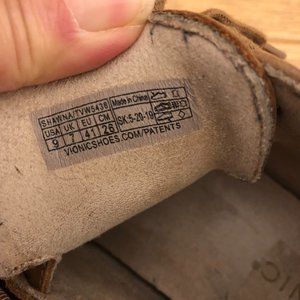 SHAWNA/TVW5436
USA UK EU CM
9 7 41 26
Made in China
SK:5-20-19
VIONICSHOES.COM/PATENTS